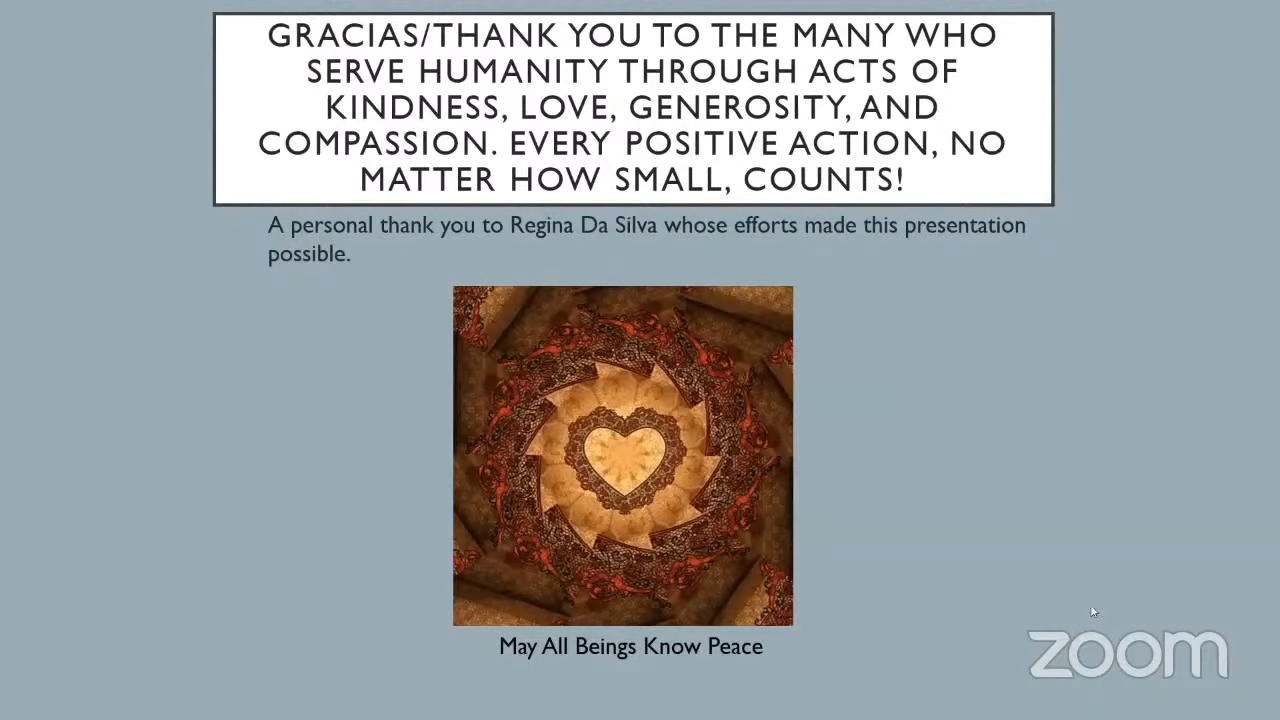 GRACIAS/THANK YOU TO THE MANY WHO
SERVE HUMANITY THROUGH ACTS OF
KINDNESS, LOVE, GENEROSITY, AND
COMPASSION. EVERY POSITIVE ACTION, NO
MATTER HOW SMALL, COUNTS!
A personal thank you to Regina Da Silva whose efforts made this presentation
possible.
May All Beings Know Peace
zoom